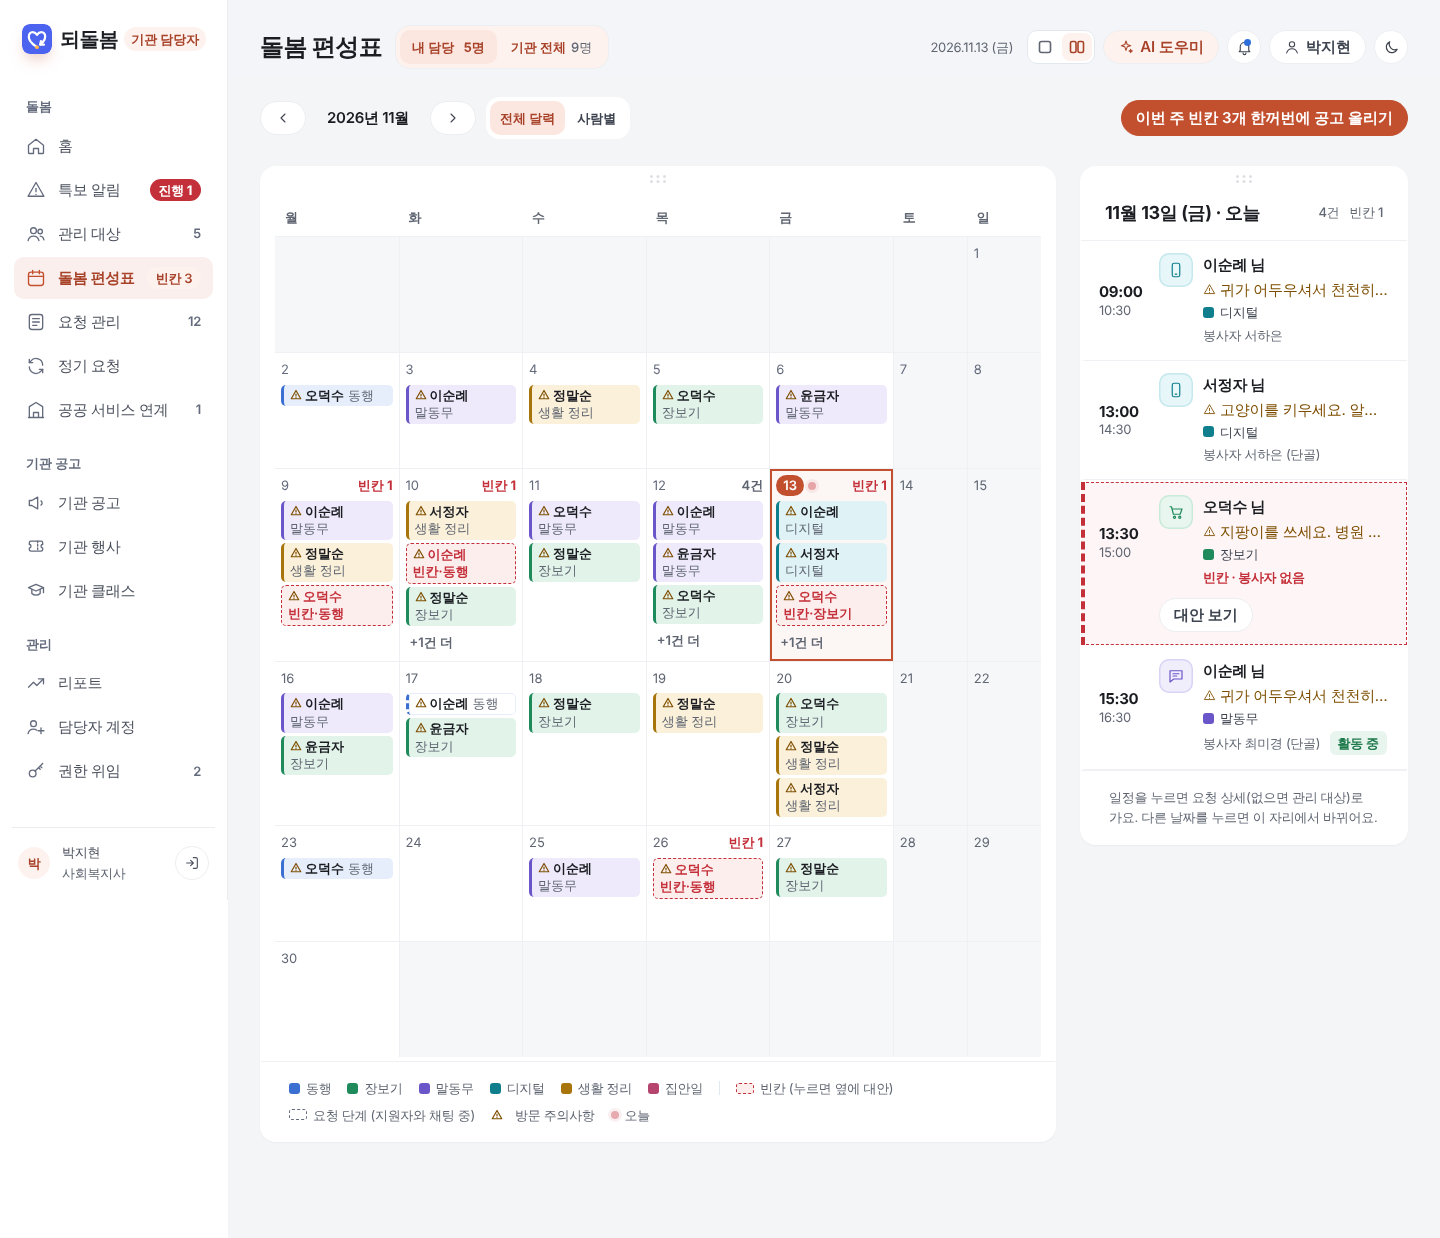 되돌봄 기관 담당자
돌봄
홈
특보 알림 진행 1
관리 대상 5
돌봄 편성표 빈칸 3
요청 관리 12
정기 요청
공공 서비스 연계 1
기관 공고
기관 공고
기관 행사
기관 클래스
관리
리포트
담당자 계정
권한 위임 2
박 박지현
사회복지사
돌봄 편성표 내 담당 5명 기관 전체 9명
2026.11.13 (금) AI 도우미 박지현
2026년 11월 전체 달력 사람별
이번 주 빈칸 3개 한꺼번에 공고 올리기
월 화 수 목 금 토 일
1
2 3 4 5 6 7 8
오덕수 동행
이순례
말동무
정말순
생활 정리
오덕수
장보기
윤금자
말동무
9 빈칸 1
이순례
말동무
정말순
생활 정리
오덕수
빈칸·동행
10 빈칸 1
서정자
생활 정리
이순례
빈칸·동행
정말순
장보기
+1건 더
11
오덕수
말동무
정말순
장보기
12 4건
이순례
말동무
윤금자
말동무
오덕수
장보기
+1건 더
13 빈칸 1
이순례
디지털
서정자
디지털
오덕수
빈칸·장보기
+1건 더
14 15
16
이순례
말동무
윤금자
장보기
17
이순례 동행
윤금자
장보기
18
정말순
장보기
19
정말순
생활 정리
20
오덕수
장보기
정말순
생활 정리
서정자
생활 정리
21 22
23
오덕수 동행
24
25
이순례
말동무
26 빈칸 1
오덕수
빈칸·동행
27
정말순
장보기
28 29
30
동행 장보기 말동무 디지털 생활 정리 집안일 빈칸 (누르면 옆에 대안)
요청 단계 (지원자와 채팅 중) 방문 주의사항 오늘
11월 13일 (금) · 오늘 4건 빈칸 1
09:00
10:30
이순례 님
귀가 어두우셔서 천천히...
디지털
봉사자 서하은
13:00
14:30
서정자 님
고양이를 키우세요. 알...
디지털
봉사자 서하은 (단골)
13:30
15:00
오덕수 님
지팡이를 쓰세요. 병원 ...
장보기
빈칸 · 봉사자 없음
대안 보기
15:30
16:30
이순례 님
귀가 어두우셔서 천천히...
말동무
봉사자 최미경 (단골) 활동 중
일정을 누르면 요청 상세(없으면 관리 대상)로
가요. 다른 날짜를 누르면 이 자리에서 바뀌어요.